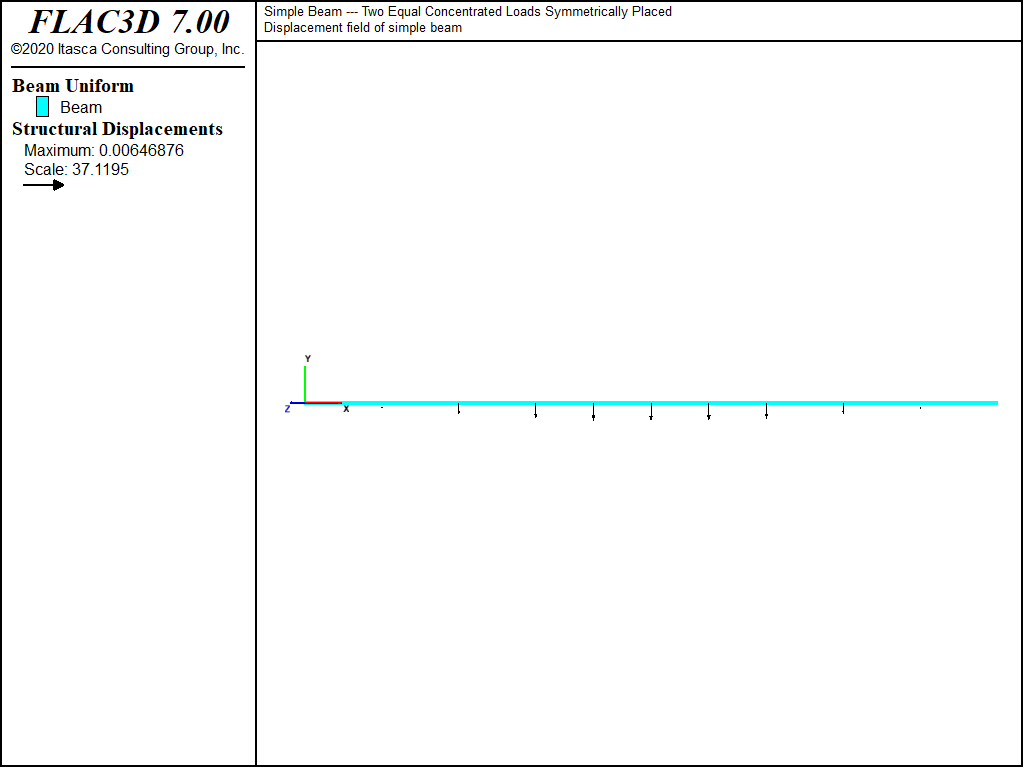 FLAC3D 7.00
©2020 Itasca Consulting Group, Inc.
Beam Uniform
Beam
Structural Displacements
Maximum: 0.00646876
Scale: 37.1195
Simple Beam --- Two Equal Concentrated Loads Symmetrically Placed
Displacement field of simple beam
Y
Z
X